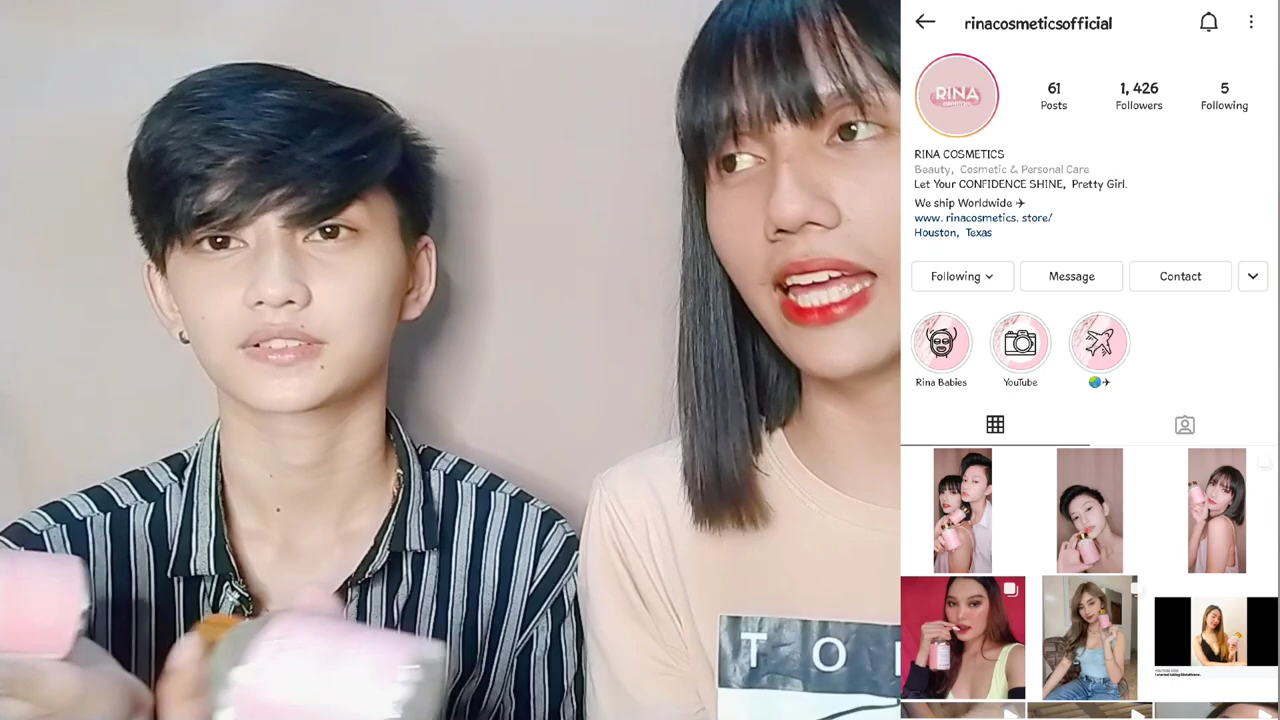 rinacosmeticsofficial
RINA
61
Posts
1, 426
Followers
5
Following
RINA COSMETICS
Beauty, Cosmetic & Personal Care
Let Your CONFIDENCE SHINE, Pretty Girl.
We ship Worldwide ✈
www. rinacosmetics. store/
Houston, Texas
Following
Message
Contact
Rina Babies
YouTube
🌏✈
T O